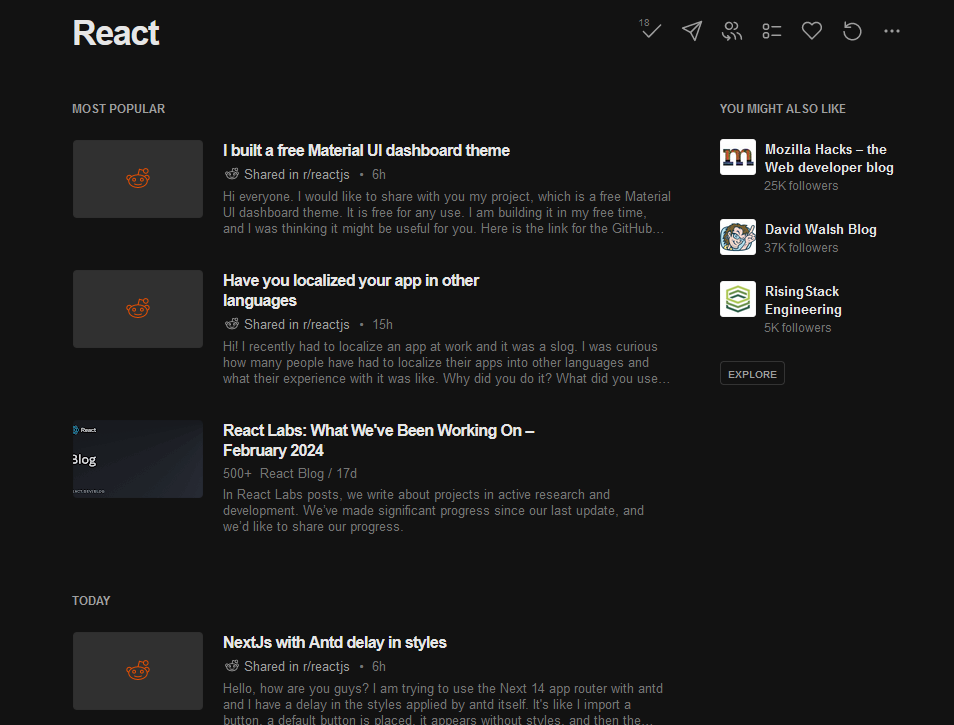 React
18
MOST POPULAR
I built a free Material UI dashboard theme
Shared in r/reactjs • 6h
Hi everyone. I would like to share with you my project, which is a free Material
UI dashboard theme. It is free for any use. I am building it in my free time,
and I was thinking it might be useful for you. Here is the link for the GitHub...
Have you localized your app in other
languages
Shared in r/reactjs • 15h
Hi! I recently had to localize an app at work and it was a slog. I was curious
how many people have had to localize their apps into other languages and
what their experience with it was like. Why did you do it? What did you use...
React
Blog
React Labs: What We've Been Working On –
February 2024
500+ React Blog / 17d
In React Labs posts, we write about projects in active research and
development. We've made significant progress since our last update, and
we'd like to share our progress.
TODAY
NextJs with Antd delay in styles
Shared in r/reactjs • 6h
Hello, how are you guys? I am trying to use the Next 14 app router with antd
and I have a delay in the styles applied by antd itself. It's like I import a
button, a default button is placed, it appears without styles, and then the...
YOU MIGHT ALSO LIKE
m
Mozilla Hacks – the
Web developer blog
25K followers
David Walsh Blog
37K followers
RisingStack
Engineering
5K followers
EXPLORE